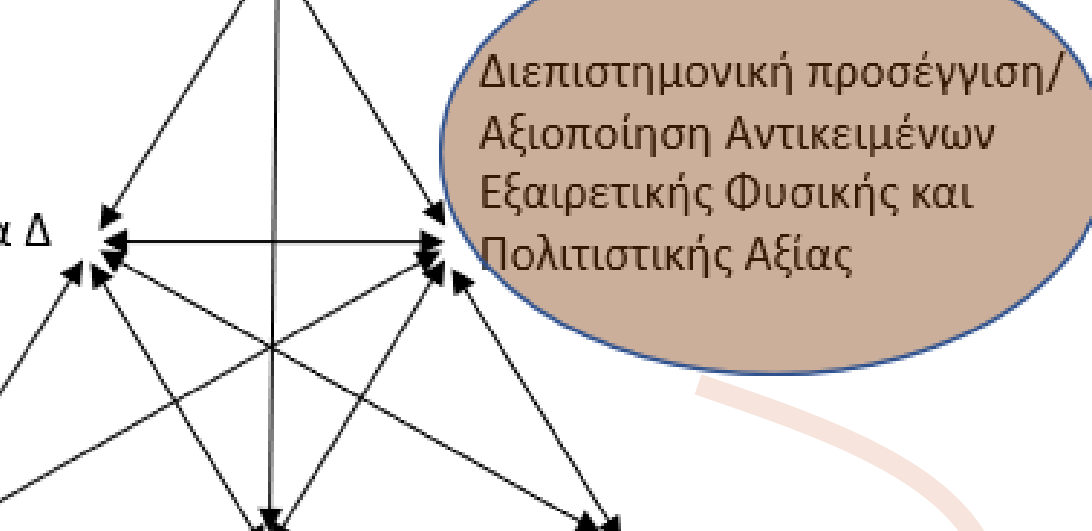 Διεπιστημονική προσέγγιση/
Αξιοποίηση Αντικειμένων
Εξαιρετικής Φυσικής και
Πολιτιστικής Αξίας
Δ